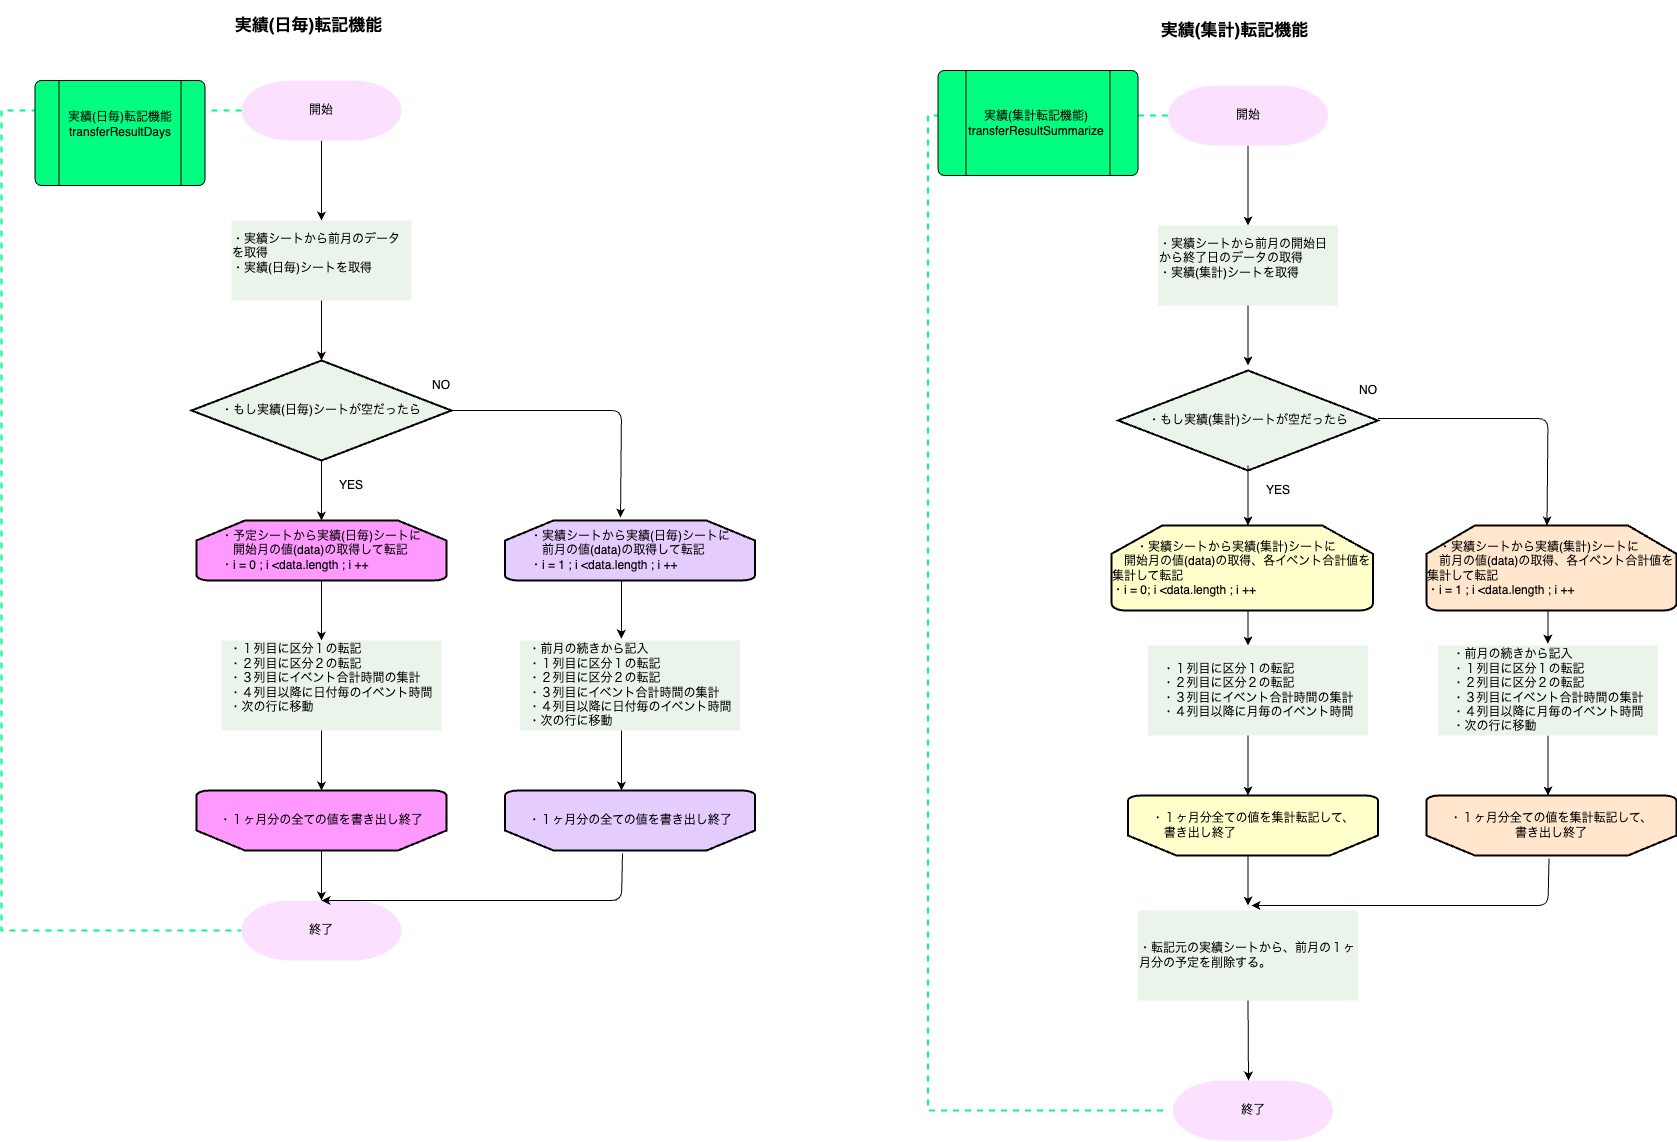 実績(日毎)転記機能
実績(日毎)転記機能
transferResultDays
開始
・実績シートから前月のデータ
を取得
・実績(日毎)シートを取得
・もし実績(日毎)シートが空だったら
NO
YES
・予定シートから実績(日毎)シートに
開始月の値(data)の取得して転記
・i = 0 ; i <data.length ; i ++
・実績シートから実績(日毎)シートに
前月の値(data)の取得して転記
・i = 1 ; i <data.length ; i ++
・１列目に区分１の転記
・２列目に区分２の転記
・３列目にイベント合計時間の集計
・４列目以降に日付毎のイベント時間
・次の行に移動
・前月の続きから記入
・１列目に区分１の転記
・２列目に区分２の転記
・３列目にイベント合計時間の集計
・４列目以降に日付毎のイベント時間
・次の行に移動
・１ヶ月分の全ての値を書き出し終了
・１ヶ月分の全ての値を書き出し終了
終了
実績(集計)転記機能
実績(集計転記機能)
transferResultSummarize
開始
・実績シートから前月の開始日
から終了日のデータの取得
・実績(集計)シートを取得
・もし実績(集計)シートが空だったら
NO
YES
・実績シートから実績(集計)シートに
開始月の値(data)の取得、各イベント合計値を
集計して転記
・i = 0; i <data.length ; i ++
・実績シートから実績(集計)シートに
前月の値(data)の取得、各イベント合計値を
集計して転記
・i = 1 ; i <data.length ; i ++
・１列目に区分１の転記
・２列目に区分２の転記
・３列目にイベント合計時間の集計
・４列目以降に月毎のイベント時間
・前月の続きから記入
・１列目に区分１の転記
・２列目に区分２の転記
・３列目にイベント合計時間の集計
・４列目以降に月毎のイベント時間
・次の行に移動
・１ヶ月分全ての値を集計転記して、
書き出し終了
・１ヶ月分全ての値を集計転記して、
書き出し終了
・転記元の実績シートから、前月の１ヶ
月分の予定を削除する。
終了